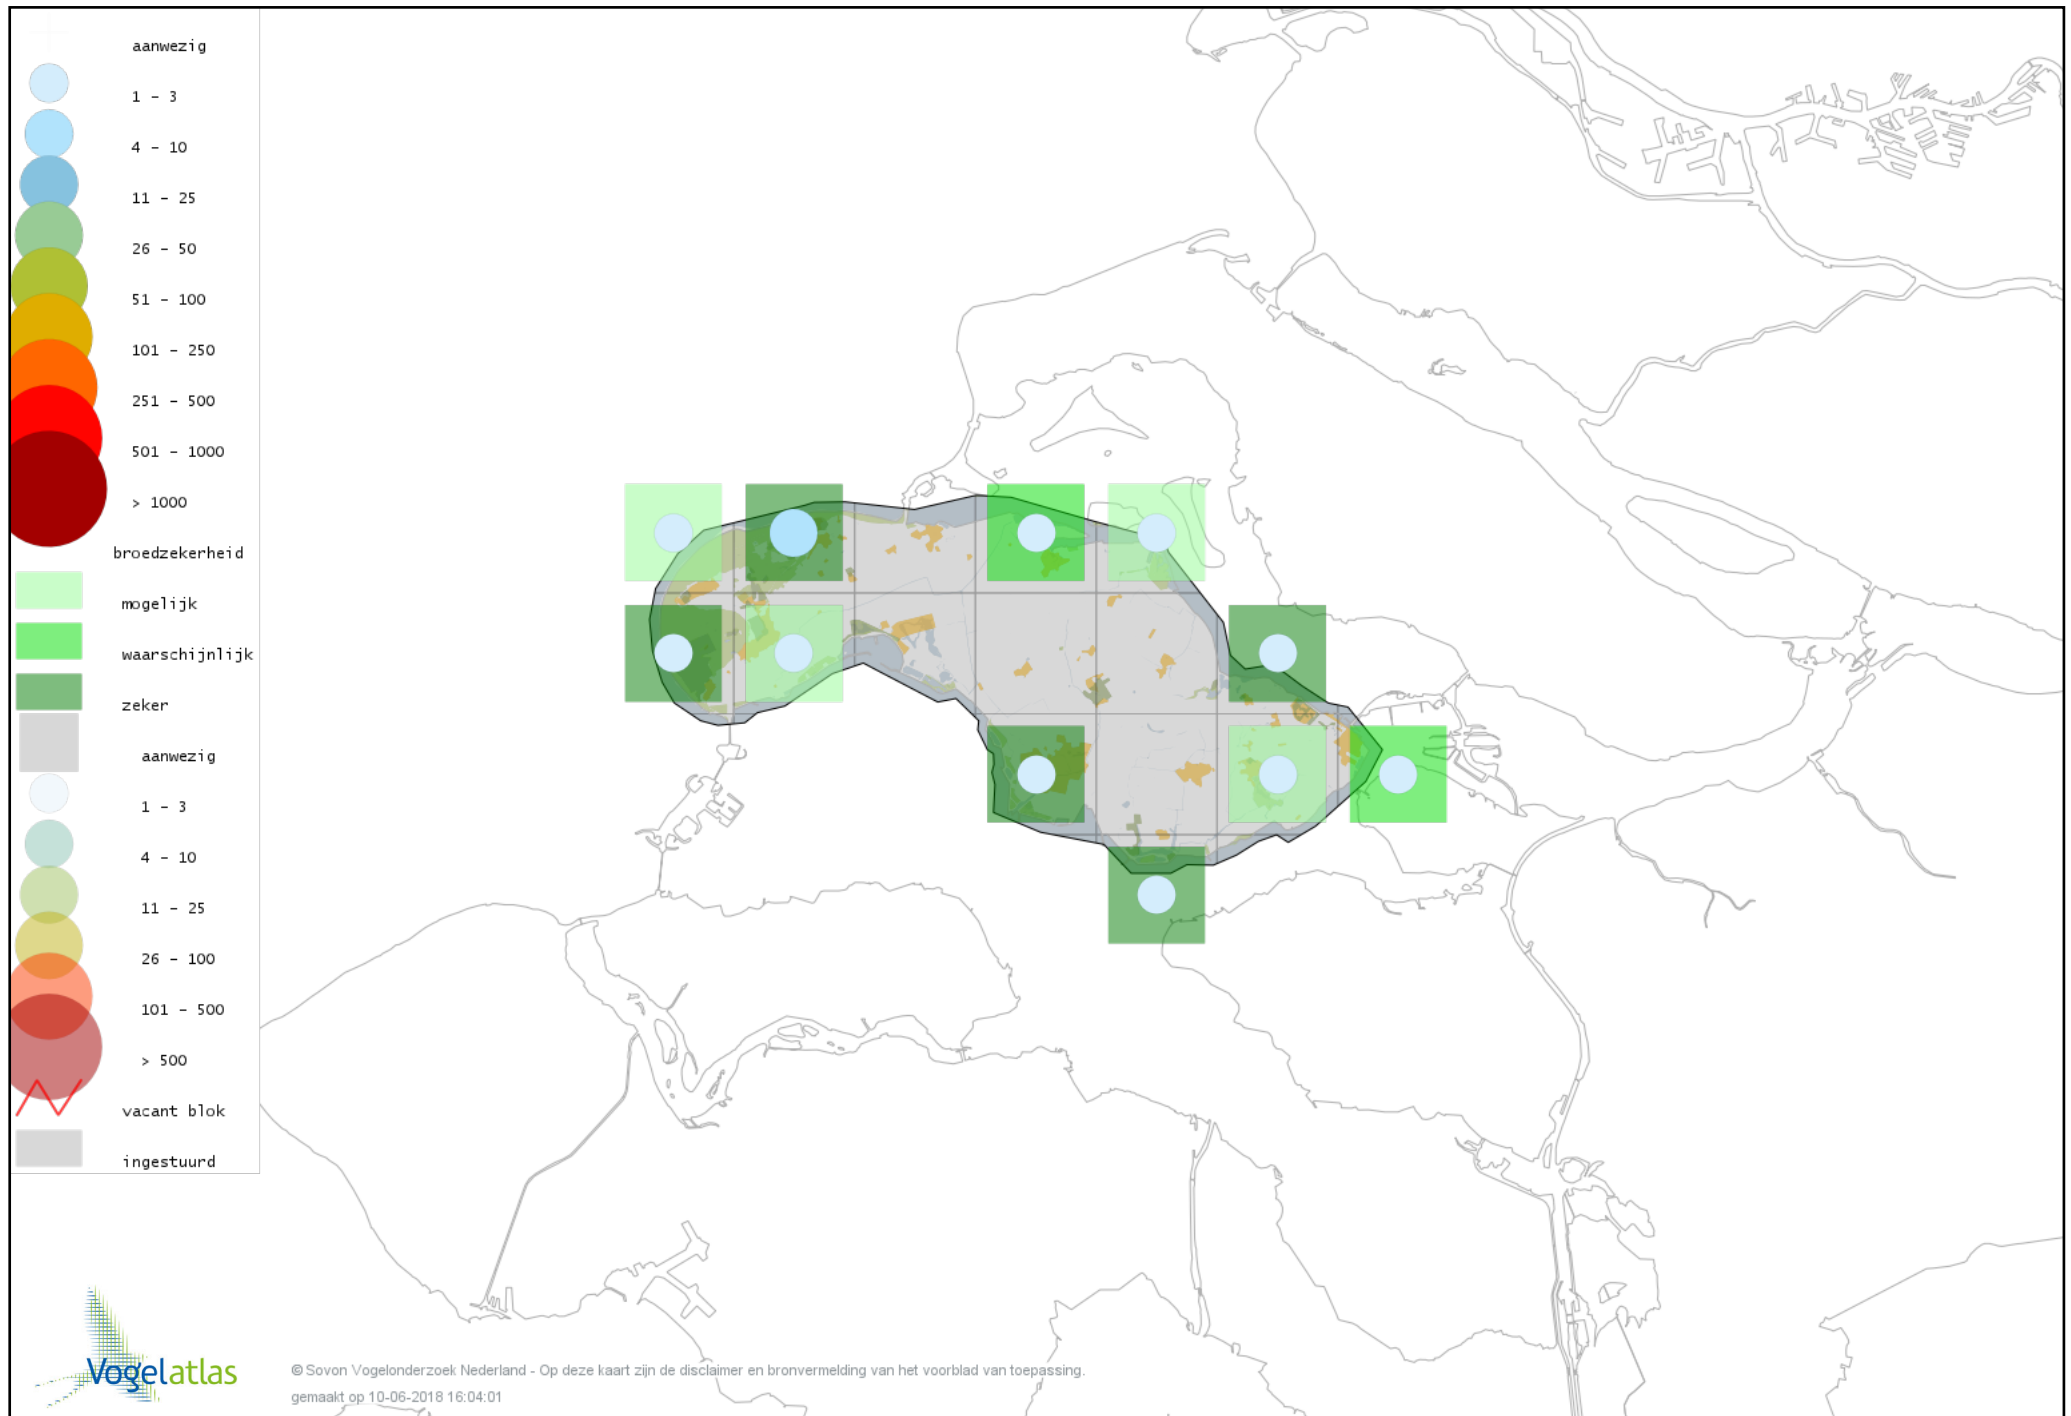 aanwezig
1 - 3
4 - 10
11 - 25
26 - 50
51 - 100
101 - 250
251 - 500
501 - 1000
> 1000
broedzekerheid
mogelijk
waarschijnlijk
zeker
aanwezig
1 - 3
4 - 10
11 - 25
26 - 100
101 - 500
> 500
vacant blok
ingestuurd
Vogelatlas
© Sovon Vogelonderzoek Nederland - Op deze kaart zijn de disclaimer en bronvermelding van het voorblad van toepassing.
gemaakt op 10-06-2018 16:04:01